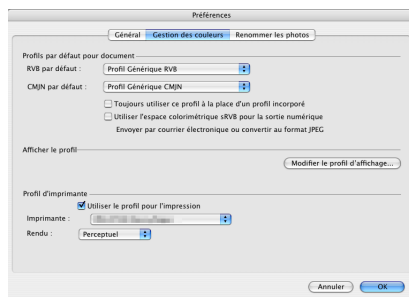 Préférences
Général Gestion des couleurs Renommer les photos
Profils par défaut pour document
RVB par défaut : Profil Générique RVB
CMJN par défaut : Profil Générique CMJN
Toujours utiliser ce profil à la place d'un profil incorporé
Utiliser l'espace colorimétrique sRVB pour la sortie numérique
Envoyer par courrier électronique ou convertir au format JPEG
Afficher le profil
Modifier le profil d'affichage...
Profil d'imprimante
Utiliser le profil pour l'impression
Imprimante :
Rendu : Perceptuel
Annuler OK